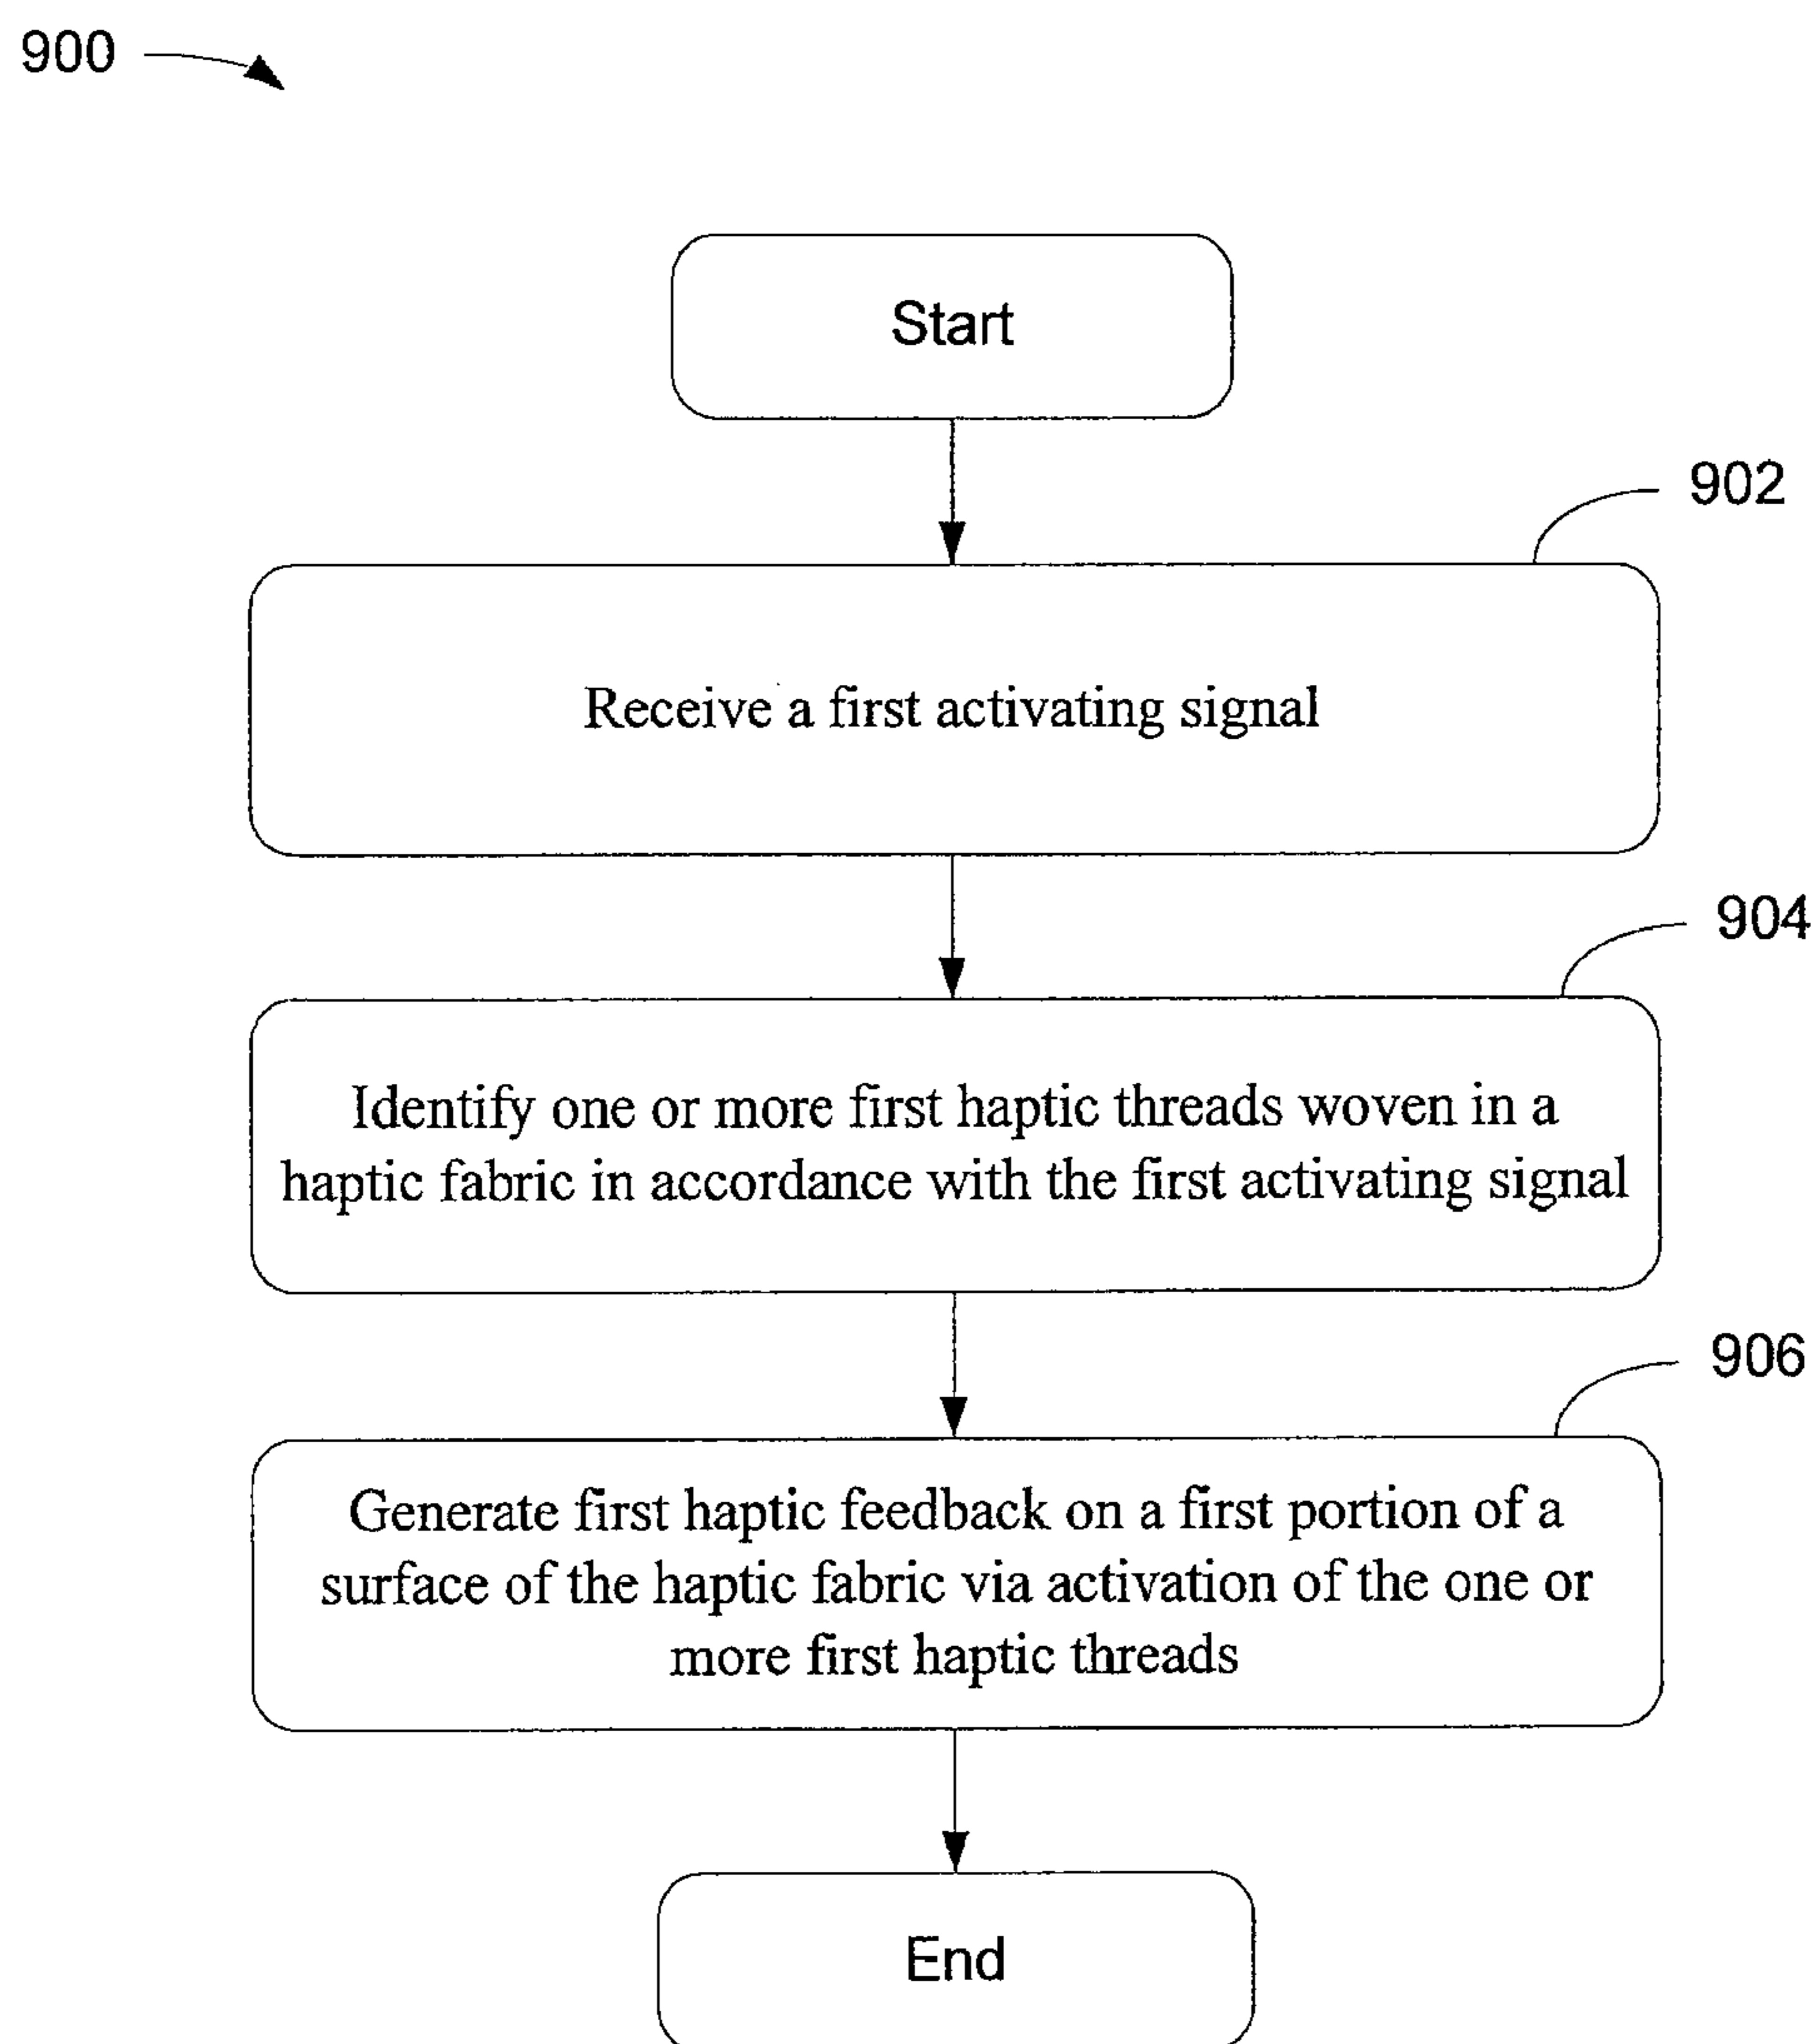 900
Start
902
Receive a first activating signal
904
Identify one or more first haptic threads woven in a
haptic fabric in accordance with the first activating signal
906
Generate first haptic feedback on a first portion of a
surface of the haptic fabric via activation of the one or
more first haptic threads
End